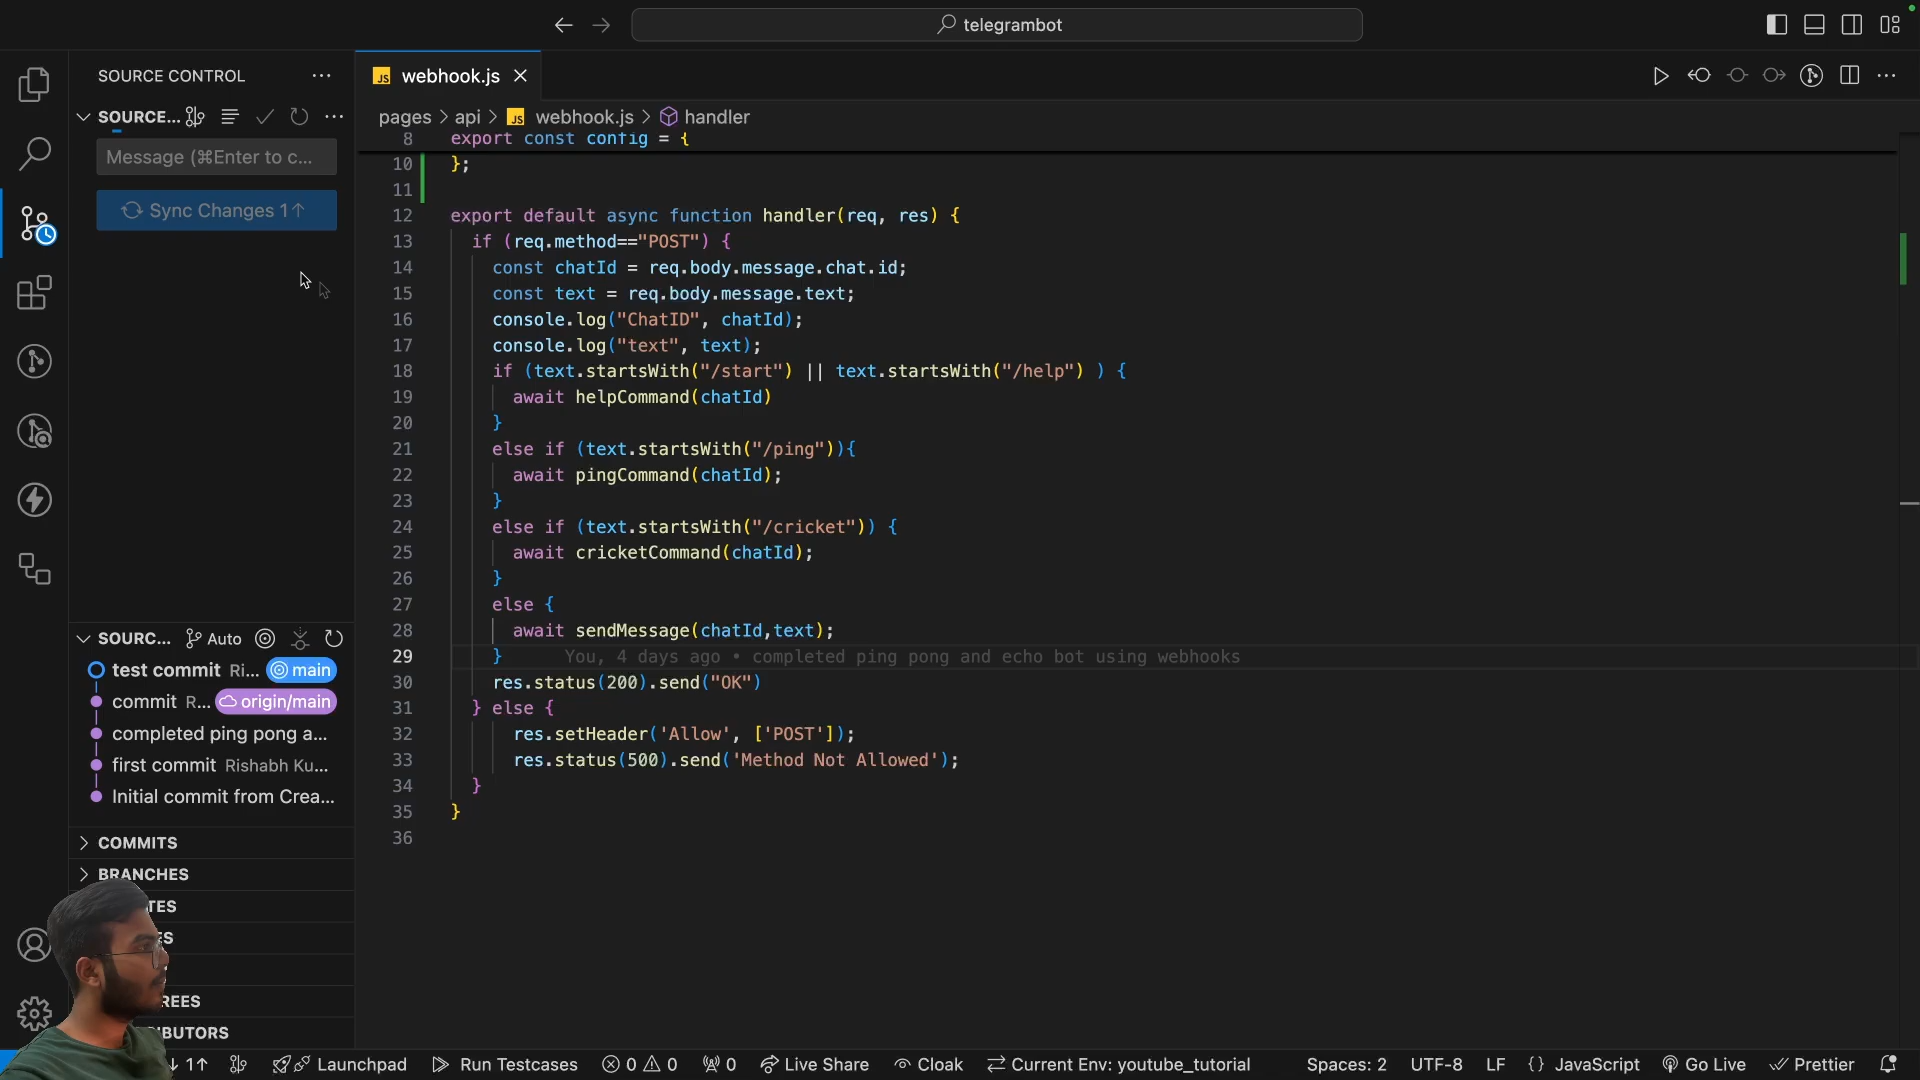 telegrambot
SOURCE CONTROL
SOURCE...
Message (⌘Enter to c...
Sync Changes 1↑
SOURC... Auto
test commit Ri... main
commit R... origin/main
completed ping pong a...
first commit Rishabh Ku...
Initial commit from Crea...
COMMITS
BRANCHES
webhook.js
pages > api > JS webhook.js > handler
8 export const config = {
10 };
11
12 export default async function handler(req, res) {
13 if (req.method=="POST") {
14 const chatId = req.body.message.chat.id;
15 const text = req.body.message.text;
16 console.log("ChatID", chatId);
17 console.log("text", text);
18 if (text.startsWith("/start") || text.startsWith("/help") ) {
19 await helpCommand(chatId)
20 }
21 else if (text.startsWith("/ping")){
22 await pingCommand(chatId);
23 }
24 else if (text.startsWith("/cricket")) {
25 await cricketCommand(chatId);
26 }
27 else {
28 await sendMessage(chatId,text);
29 } You, 4 days ago • completed ping pong and echo bot using webhooks
30 res.status(200).send("OK")
31 } else {
32 res.setHeader('Allow', ['POST']);
33 res.status(500).send('Method Not Allowed');
34 }
35 }
36
1↑ Launchpad Run Testcases 0 0 0 Live Share Cloak Current Env: youtube_tutorial Spaces: 2 UTF-8 LF {} JavaScript Go Live Prettier